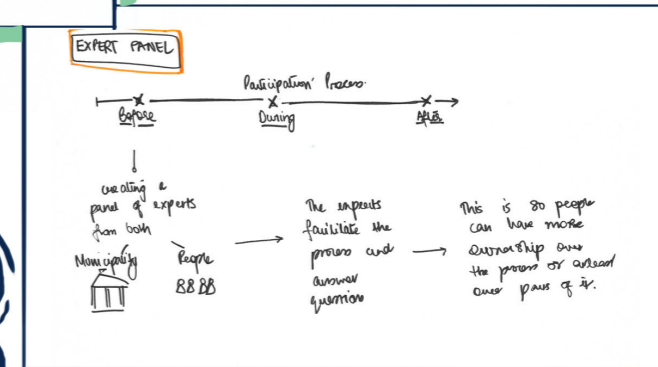 EXPERT PANEL
Participation Process
Before
During
After
creating a
panel of experts
from both
Municipality
People
The experts
facilitate the
process and
answer
question
This is so people
can have more
ownership over
the process or atleast
over parts of it.